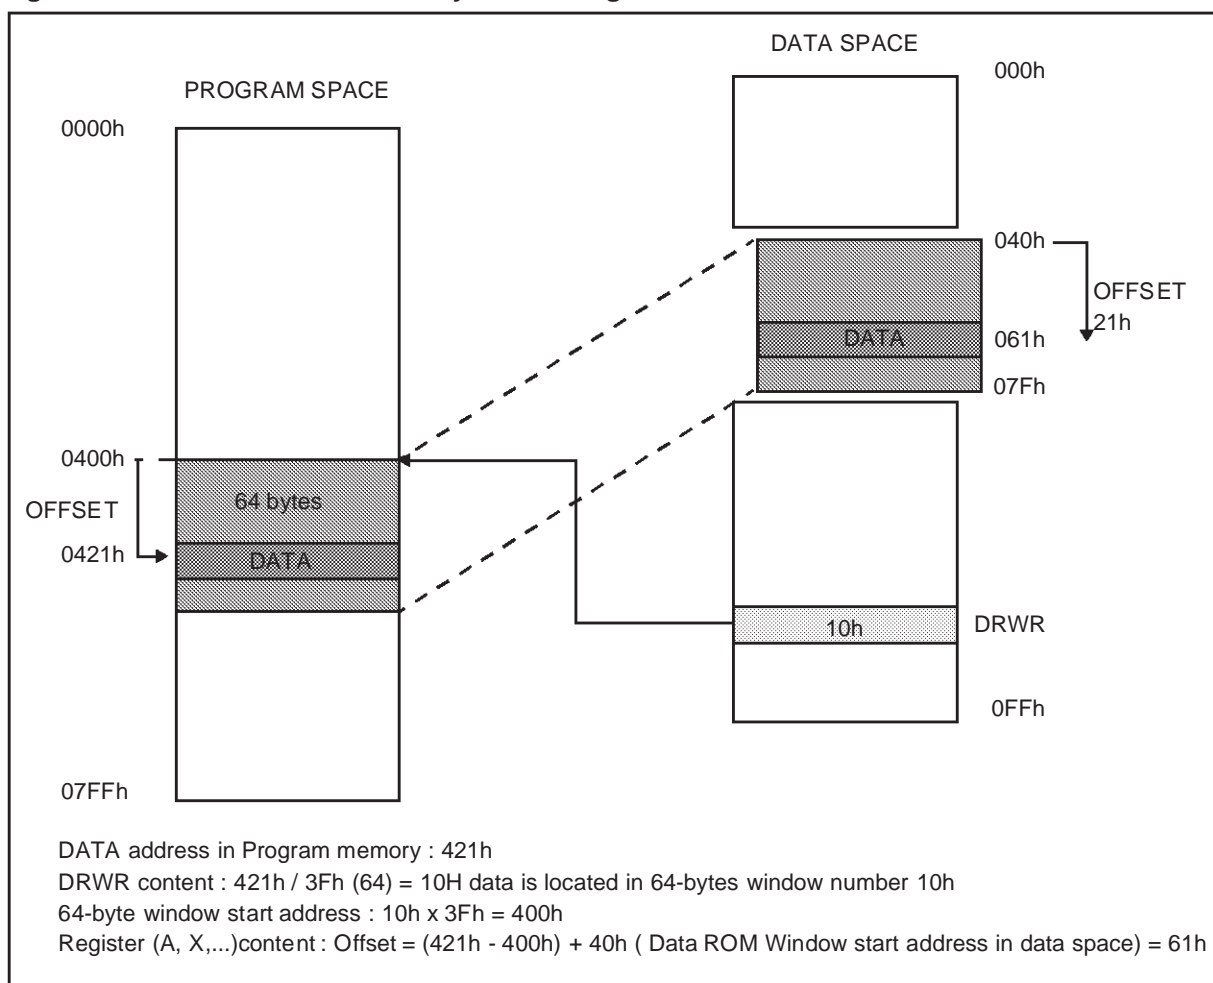 DATA SPACE
000h
PROGRAM SPACE
0000h
040h
OFFSET
21h
DATA
061h
07Fh
0400h
64 bytes
OFFSET
0421h
DATA
10h
DRWR
0FFh
07FFh
DATA address in Program memory : 421h
DRWR content : 421h / 3Fh (64) = 10H data is located in 64-bytes window number 10h
64-byte window start address : 10h x 3Fh = 400h
Register (A, X,...)content : Offset = (421h - 400h) + 40h ( Data ROM Window start address in data space) = 61h